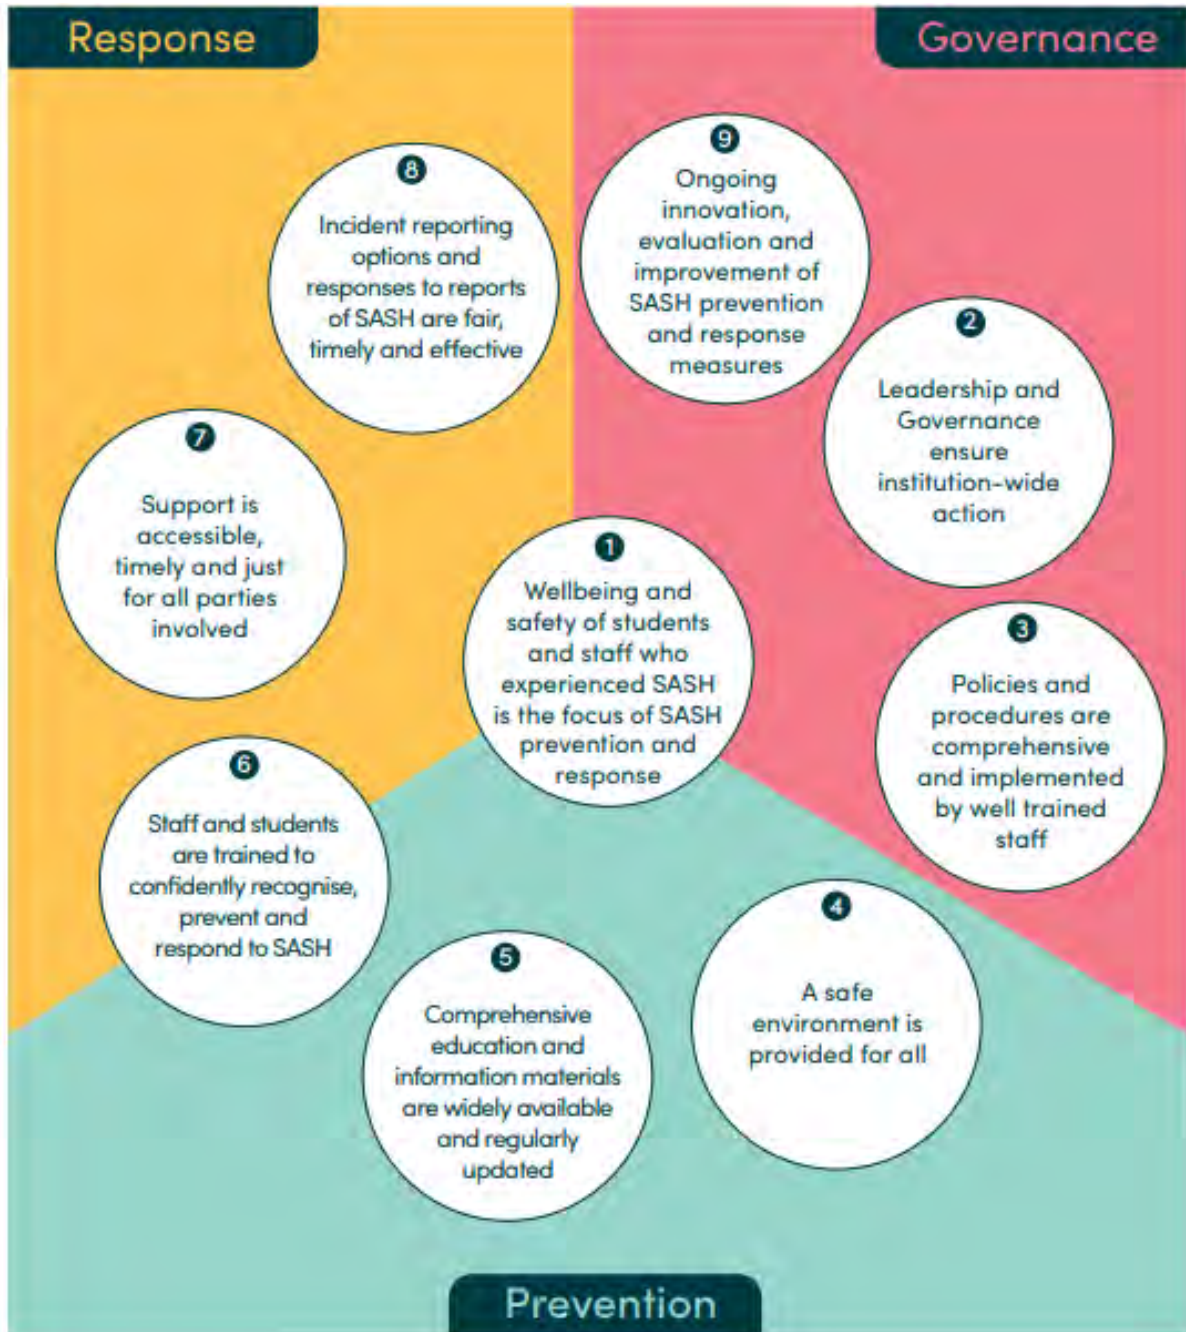 Response
Governance
8
Incident reporting
options and
responses to reports
of SASH are fair,
timely and effective
9
Ongoing
innovation,
evaluation and
improvement of
SASH prevention
and response
measures
2
Leadership and
Governance
ensure
institution-wide
action
7
Support is
accessible,
timely and just
for all parties
involved
1
Wellbeing and
safety of students
and staff who
experienced SASH
is the focus of SASH
prevention and
response
3
Policies and
procedures are
comprehensive
and implemented
by well trained
staff
6
Staff and students
are trained to
confidently recognise,
prevent and
respond to SASH
5
Comprehensive
education and
information materials
are widely available
and regularly
updated
4
A safe
environment is
provided for all
Prevention